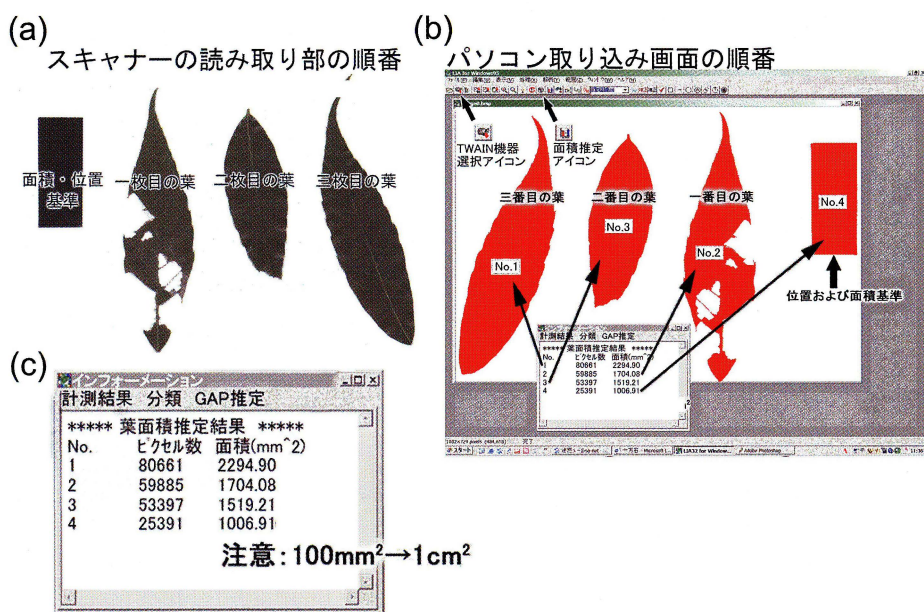 (a)
スキャナーの読み取り部の順番
面積・位置
基準
一枚目の葉
二枚目の葉
三枚目の葉
(b)
パソコン取り込み画面の順番
LIA for Windows95
TWAIN機器
選択アイコン
面積推定
アイコン
三番目の葉
二番目の葉
一番目の葉
No.1
No.3
No.2
No.4
位置および面積基準
計測結果 分類 GAP推定
***** 葉面積推定結果 *****
No. ピクセル数 面積(mm^2)
1 80661 2294.90
2 59885 1704.08
3 53397 1519.21
4 25391 1006.91
(c)
インフォーメーション
計測結果 分類 GAP推定
***** 葉面積推定結果 *****
No. ピクセル数 面積(mm^2)
1 80661 2294.90
2 59885 1704.08
3 53397 1519.21
4 25391 1006.91
注意:100mm²→1cm²